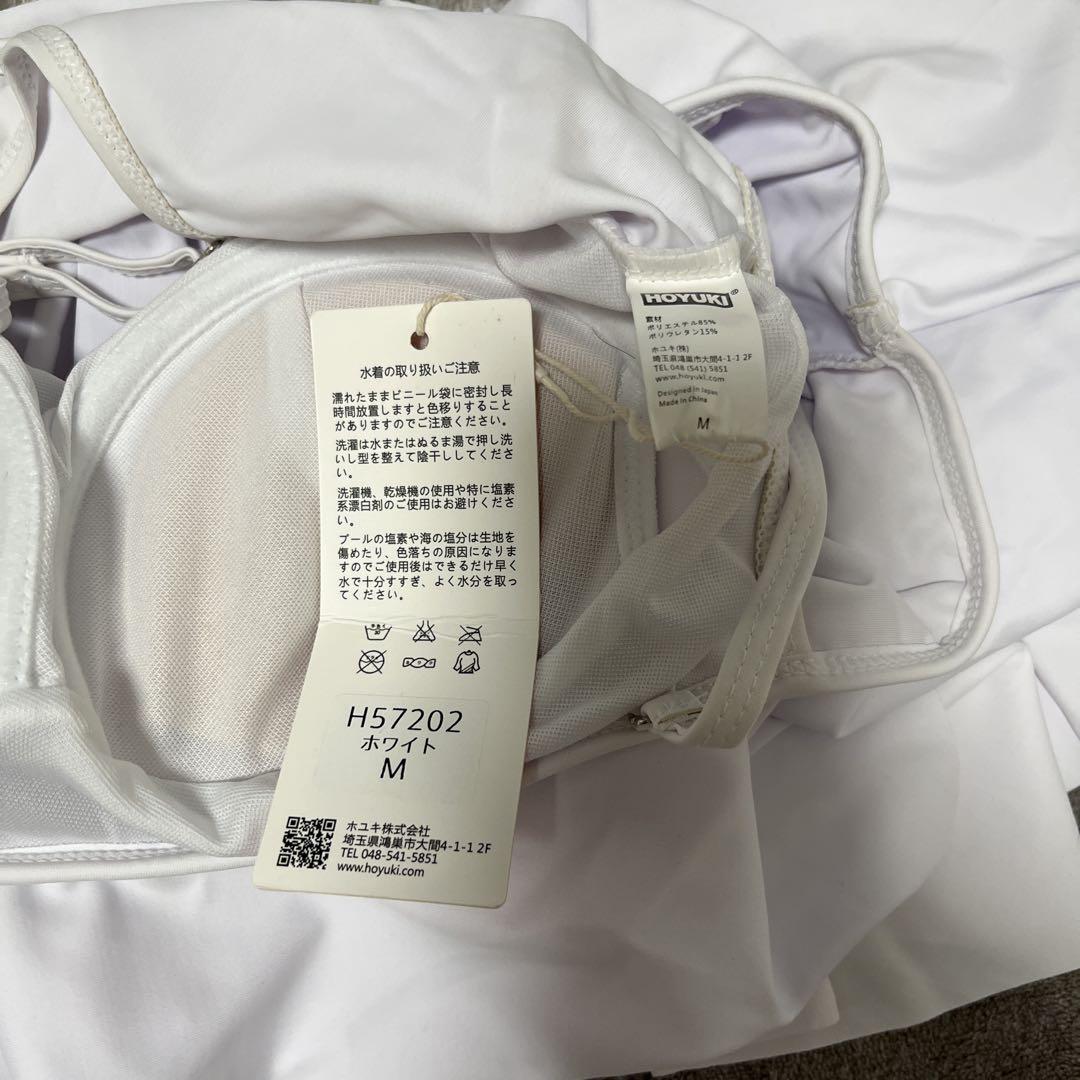 水着の取り扱いご注意
濡れたままビニール袋に密封し長
時間放置しますと色移りすること
がありますのでご注意ください。
洗濯は水またはぬるま湯で押し洗
いし型を整えて陰干ししてくださ
い。
洗濯機、乾燥機の使用や特に塩素
系漂白剤のご使用はお避けくださ
い。
プールの塩素や海の塩分は生地を
傷めたり、色落ちの原因になりま
すのでご使用後はできるだけ早く
水で十分すすぎ、よく水分を取っ
てください。
H57202
ホワイト
M
ホユキ株式会社
埼玉県鴻巣市大間4-1-1 2F
TEL 048-541-5851
www.hoyuki.com
HOYUKI
素材
ポリエステル85%
ポリウレタン15%
ホユキ(株)
埼玉県鴻巣市大間4-1-1 2F
TEL 048 (541) 5851
www.hoyuki.com
Designed in Japan
Made in China
M